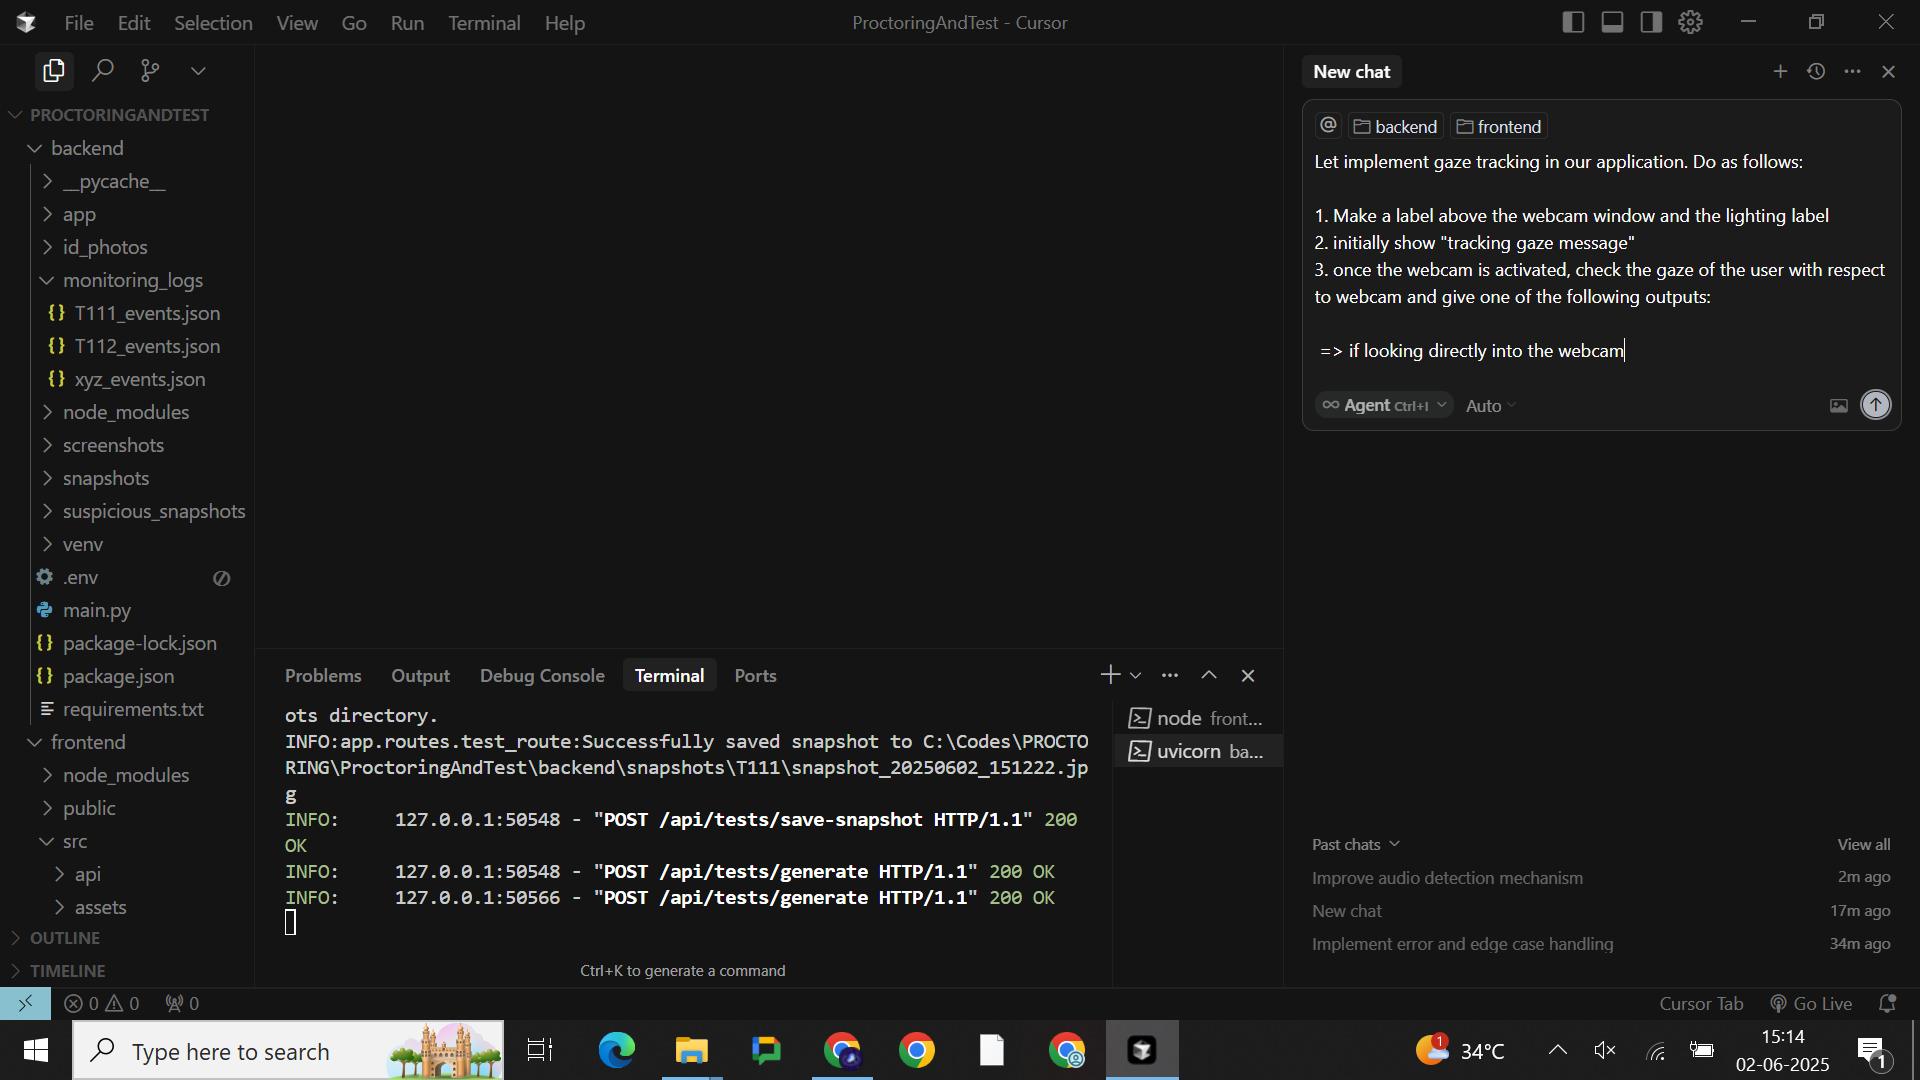 File Edit Selection View Go Run Terminal Help
ProctoringAndTest - Cursor
PROCTORINGANDTEST
backend
__pycache__
app
id_photos
monitoring_logs
{} T111_events.json
{} T112_events.json
{} xyz_events.json
node_modules
screenshots
snapshots
suspicious_snapshots
venv
.env
main.py
{} package-lock.json
{} package.json
requirements.txt
frontend
node_modules
public
src
api
assets
OUTLINE
TIMELINE
Problems Output Debug Console Terminal Ports
ots directory.
INFO:app.routes.test_route:Successfully saved snapshot to C:\Codes\PROCTO
RING\ProctoringAndTest\backend\snapshots\T111\snapshot_20250602_151222.jp
g
INFO: 127.0.0.1:50548 - "POST /api/tests/save-snapshot HTTP/1.1" 200
OK
INFO: 127.0.0.1:50548 - "POST /api/tests/generate HTTP/1.1" 200 OK
INFO: 127.0.0.1:50566 - "POST /api/tests/generate HTTP/1.1" 200 OK
Ctrl+K to generate a command
node front...
uvicorn ba...
New chat
@ backend frontend
Let implement gaze tracking in our application. Do as follows:
1. Make a label above the webcam window and the lighting label
2. initially show "tracking gaze message"
3. once the webcam is activated, check the gaze of the user with respect
to webcam and give one of the following outputs:
=> if looking directly into the webcam
Agent Ctrl+I Auto
Past chats View all
Improve audio detection mechanism 2m ago
New chat 17m ago
Implement error and edge case handling 34m ago
0 0 0
Cursor Tab Go Live
Type here to search
1 34°C
15:14
02-06-2025
1